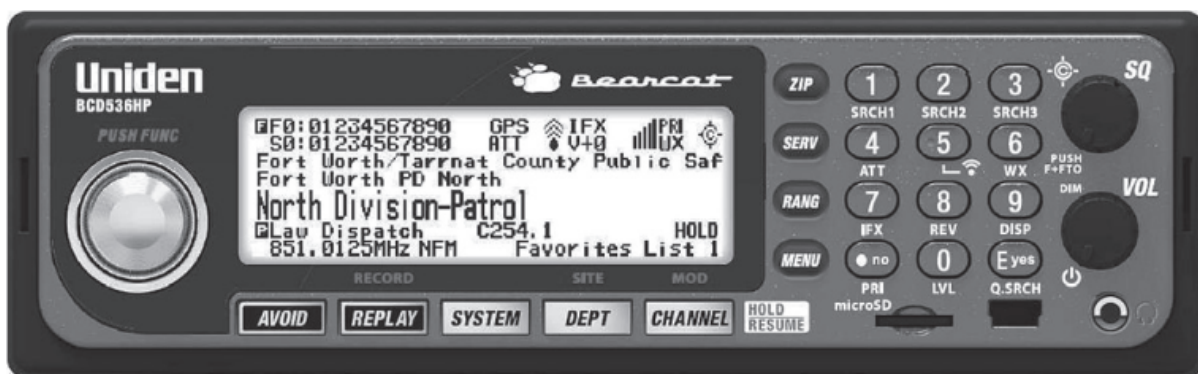 Uniden
BCD536HP
Bearcat
PUSH FUNC
F F0:01234567890 GPS IFX PRI
S0:01234567890 ATT V+0 WX
Fort Worth/Tarrnat County Public Saf
Fort Worth PD North
North Division-Patrol
P Law Dispatch C254.1 HOLD
851.0125MHz NFM Favorites List 1
RECORD SITE MOD
AVOID REPLAY SYSTEM DEPT CHANNEL HOLD RESUME
ZIP 1 2 3 SQ
SRCH1 SRCH2 SRCH3
SERV 4 5 6
ATT WX PUSH F+FTO
RANG 7 8 9 DIM VOL
IFX REV DISP
MENU no 0 E yes
PRI LVL Q.SRCH
microSD